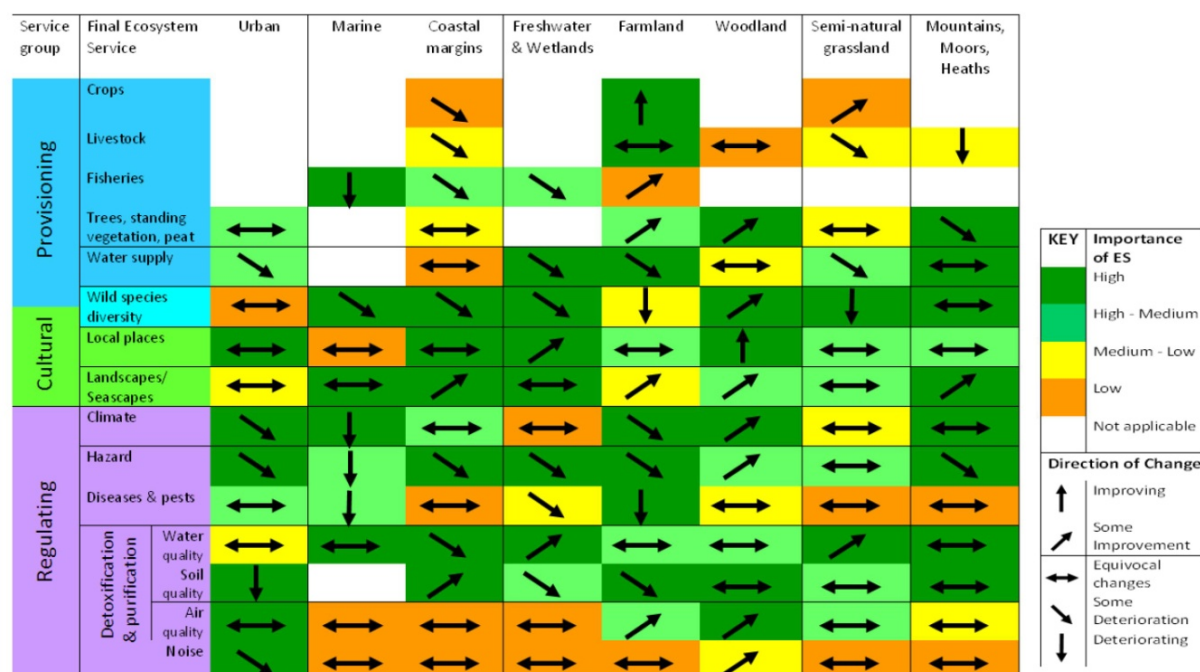 Service group
Final Ecosystem Service
Urban
Marine
Coastal margins
Freshwater & Wetlands
Farmland
Woodland
Semi-natural grassland
Mountains, Moors, Heaths
Provisioning
Crops
Livestock
Fisheries
Trees, standing
vegetation, peat
Water supply
Cultural
Wild species
diversity
Local places
Landscapes/
Seascapes
Regulating
Climate
Hazard
Diseases & pests
Detoxification
& purification
Water
quality
Soil
quality
Air
quality
Noise
KEY
Importance
of ES
High
High - Medium
Medium - Low
Low
Not applicable
Direction of Change
Improving
Some
Improvement
Equivocal
changes
Some
Deterioration
Deteriorating